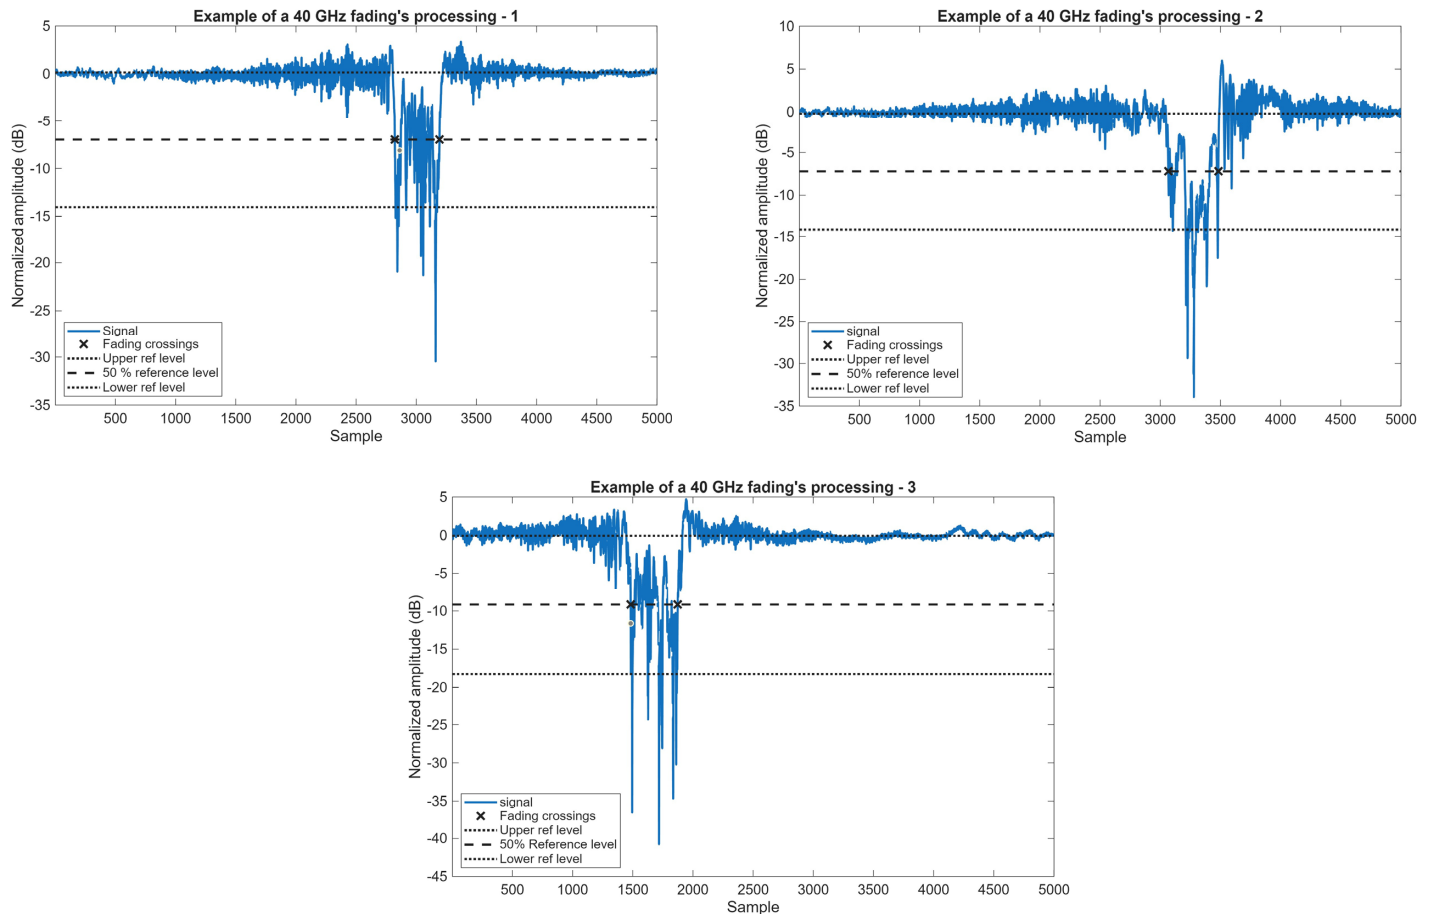 Example of a 40 GHz fading's processing - 1
5
0
-5
-10
-15
-20
-25
-30
-35
Normalized amplitude (dB)
Signal
Fading crossings
Upper ref level
50 % reference level
Lower ref level
500 1000 1500 2000 2500 3000 3500 4000 4500 5000
Sample
Example of a 40 GHz fading's processing - 2
10
5
0
-5
-10
-15
-20
-25
-30
-35
Normalized amplitude (dB)
signal
Fading crossings
Upper ref level
50% reference level
Lower ref level
500 1000 1500 2000 2500 3000 3500 4000 4500 5000
Sample
Example of a 40 GHz fading's processing - 3
5
0
-5
-10
-15
-20
-25
-30
-35
-40
-45
Normalized amplitude (dB)
signal
Fading crossings
Upper ref level
50% Reference level
Lower ref level
500 1000 1500 2000 2500 3000 3500 4000 4500 5000
Sample